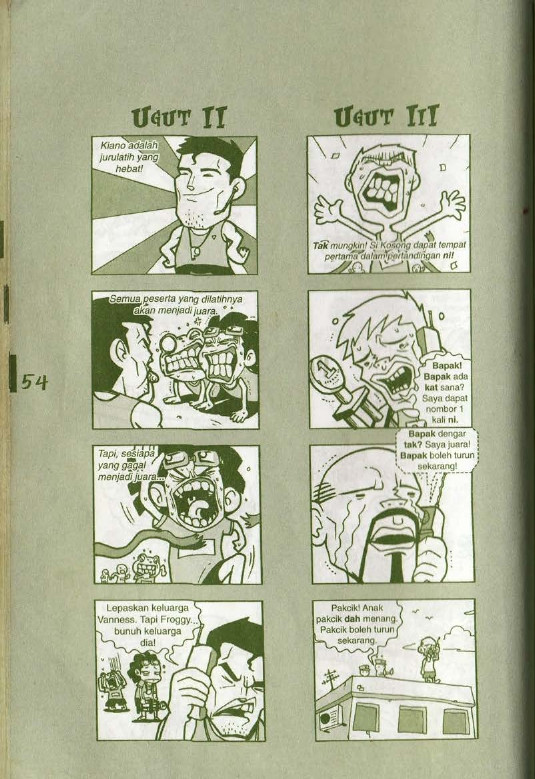 UGUT II
Kiano adalah
jurulatih yang
hebat!
Semua peserta yang dilatihnya
akan menjadi juara.
Tapi, sesiapa
yang gagal
menjadi juara...
Lepaskan keluarga
Vanness. Tapi Froggy...
bunuh keluarga
dia!
UGUT III
Tak mungkin! Si Kosong dapat tempat
pertama dalam pertandingan ni!!
1
Bapak!
Bapak ada
kat sana?
Saya dapat
nombor 1
kali ni.
Bapak dengar
tak? Saya juara!
Bapak boleh turun
sekarang!
Pakcik! Anak
pakcik dah menang.
Pakcik boleh turun
sekarang.
54